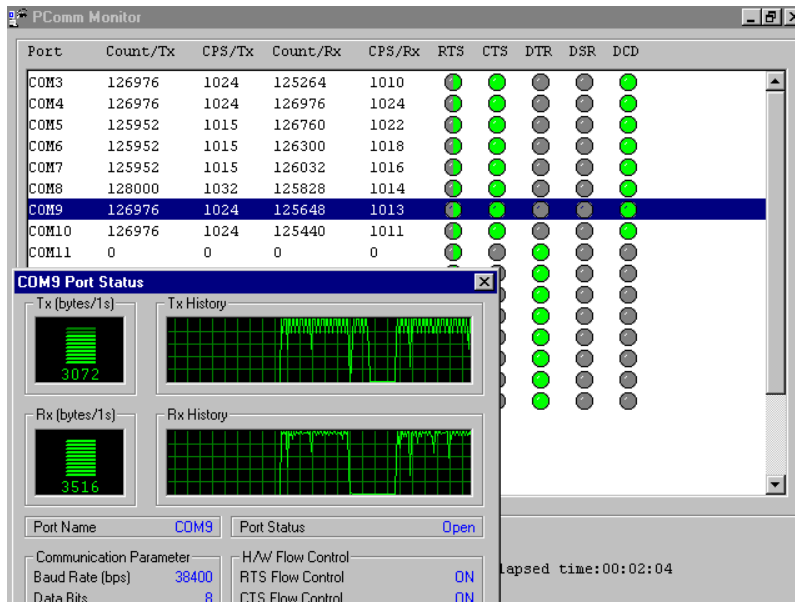 PComm Monitor
Port Count/Tx CPS/Tx Count/Rx CPS/Rx RTS CTS DTR DSR DCD
COM3 126976 1024 125264 1010
COM4 126976 1024 126976 1024
COM5 125952 1015 126760 1022
COM6 125952 1015 126300 1018
COM7 125952 1015 126032 1016
COM8 128000 1032 125828 1014
COM9 126976 1024 125648 1013
COM10 126976 1024 125440 1011
COM11 0 0 0 0
COM9 Port Status
Tx (bytes/1s) Tx History
3072
Rx (bytes/1s) Rx History
3516
Port Name COM9 Port Status Open
Communication Parameter H/W Flow Control
Baud Rate (bps) 38400 RTS Flow Control ON
lapsed time:00:02:04
Data Bits 8 CTS Flow Control ON